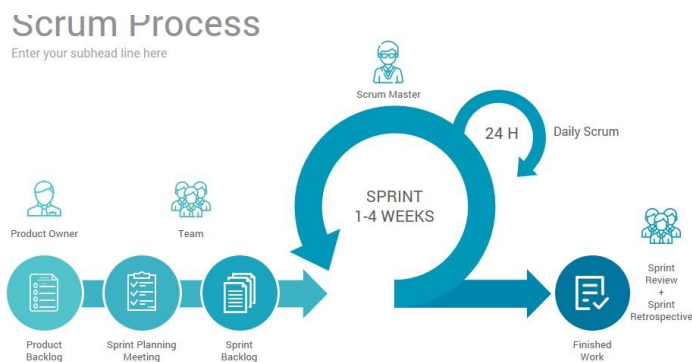 Scrum Process
Enter your subhead line here
Scrum Master
24 H
Daily Scrum
SPRINT
1-4 WEEKS
Product Owner
Team
Product
Backlog
Sprint Planning
Meeting
Sprint
Backlog
Finished
Work
Sprint
Review
+
Sprint
Retrospective